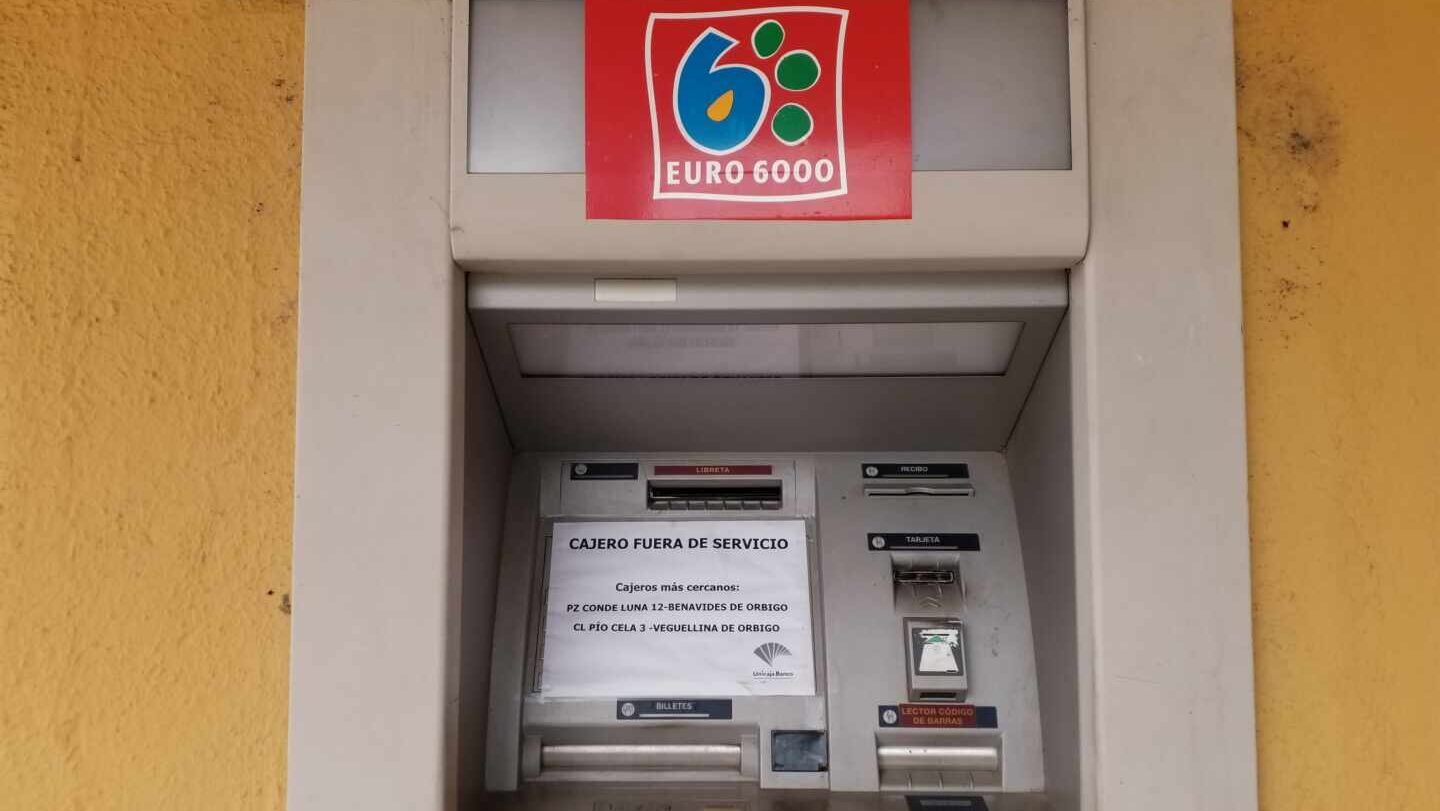 6
EURO 6000
LIBRETA
RECIBO
TARJETA
CAJERO FUERA DE SERVICIO
Cajeros más cercanos:
PZ CONDE LUNA 12-BENAVIDES DE ORBIGO
CL PÍO CELA 3 -VEGUELLINA DE ORBIGO
Unicaja Banco
BILLETES
LECTOR CÓDIGO
DE BARRAS